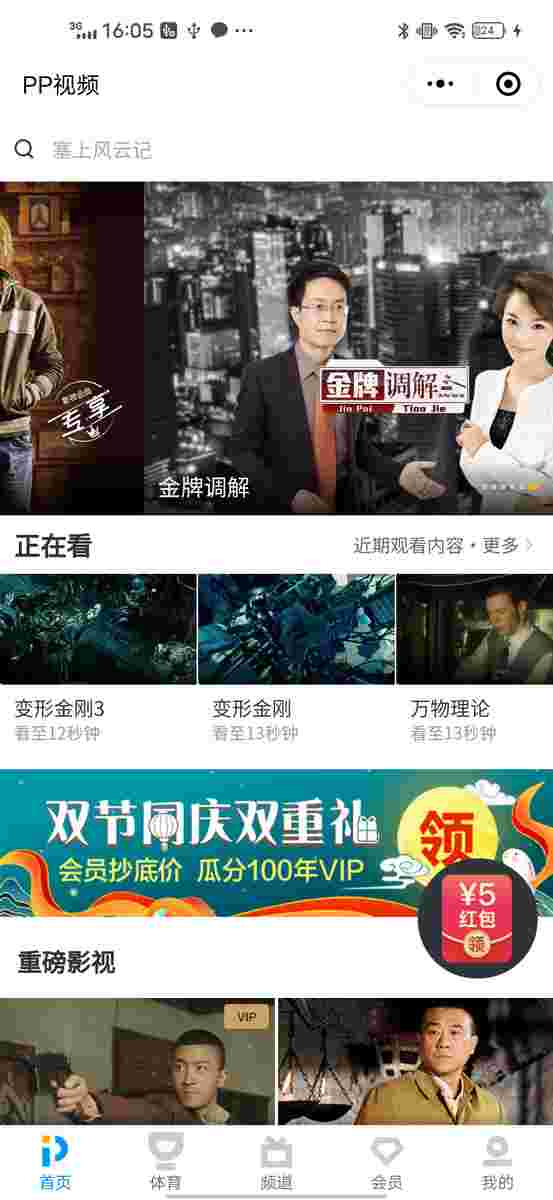 3G 16:05 24
PP视频
塞上风云记
专享
金牌调解
Jin Pai Tiao Jie
金牌调解
正在看
近期观看内容·更多
变形金刚3
看至12秒钟
变形金刚
看至13秒钟
万物理论
看至13秒钟
双节同庆双重礼
领
会员抄底价 瓜分100年VIP
¥5
红包
领
重磅影视
VIP
首页
体育
频道
会员
我的